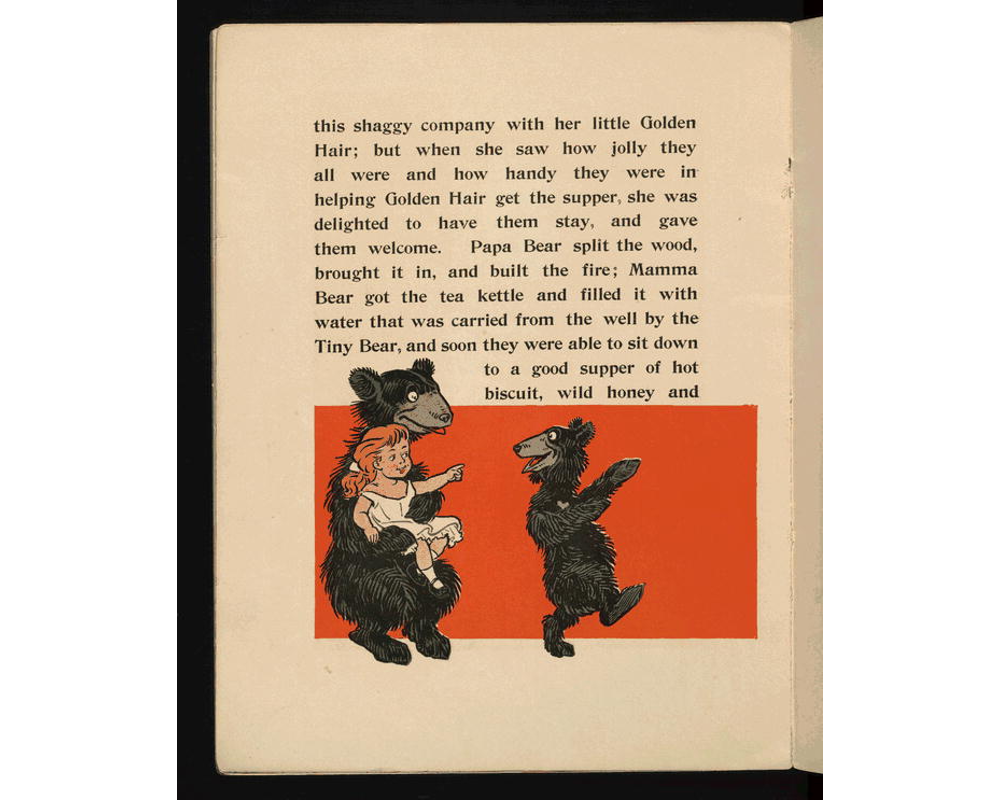 this shaggy company with her little Golden
Hair; but when she saw how jolly they
all were and how handy they were in
helping Golden Hair get the supper, she was
delighted to have them stay, and gave
them welcome. Papa Bear split the wood,
brought it in, and built the fire; Mamma
Bear got the tea kettle and filled it with
water that was carried from the well by the
Tiny Bear, and soon they were able to sit down
to a good supper of hot
biscuit, wild honey and